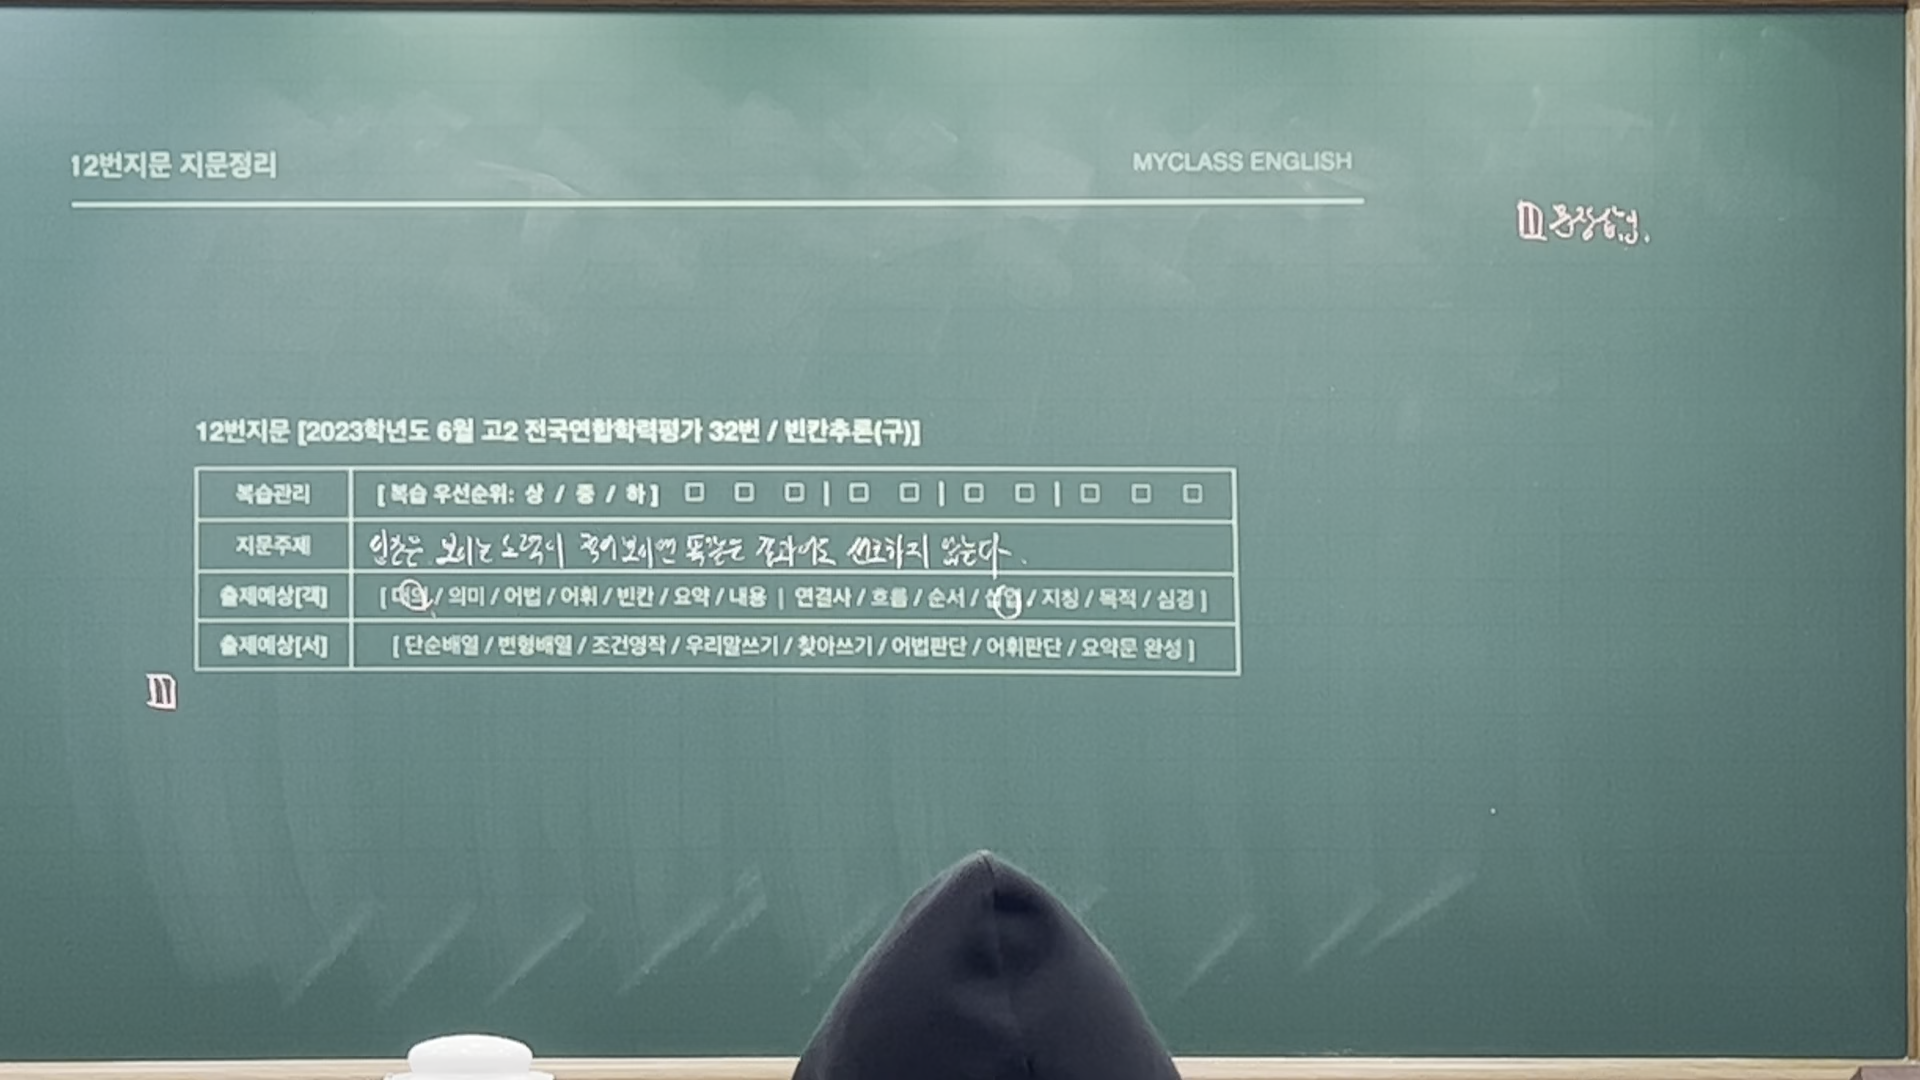 12번지문 지문정리
MYCLASS ENGLISH
문장삽입.
12번지문 [2023학년도 6월 고2 전국연합학력평가 32번 / 빈칸추론(구)]
복습관리 [ 복습 우선순위: 상 / 중 / 하 ] □ □ □ | □ □ | □ □ | □ □ □
지문주제 인간은 보이는 노력이 적어보이면 똑같은 결과여도 선호하지 않는다.
출제예상[객] [ 대의 / 의미 / 어법 / 어휘 / 빈칸 / 요약 / 내용 | 연결사 / 흐름 / 순서 / 삽입 / 지칭 / 목적 / 심경 ]
출제예상[서] [ 단순배열 / 변형배열 / 조건영작 / 우리말쓰기 / 찾아쓰기 / 어법판단 / 어휘판단 / 요약문 완성 ]